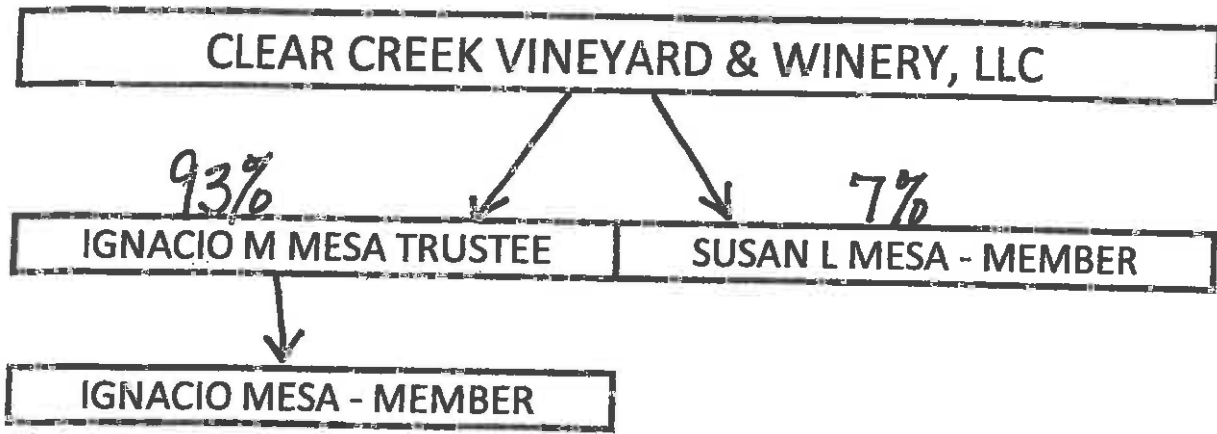 CLEAR CREEK VINEYARD & WINERY, LLC
93%
7%
IGNACIO M MESA TRUSTEE
SUSAN L MESA - MEMBER
IGNACIO MESA - MEMBER